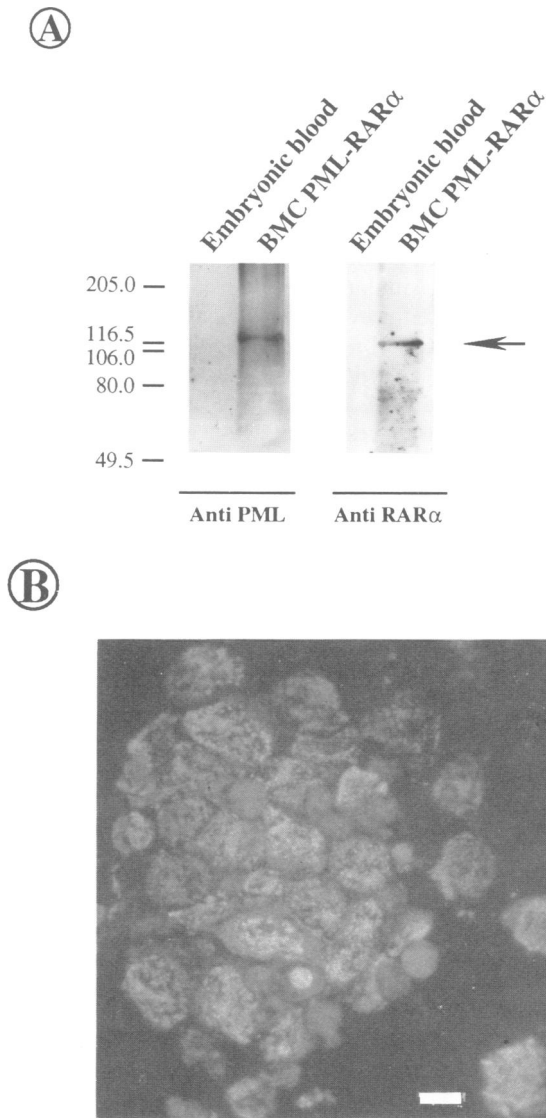 A
Embryonic blood
BMC PML-RARα
Embryonic blood
BMC PML-RARα
205.0
116.5
106.0
80.0
49.5
Anti PML
Anti RARα
B